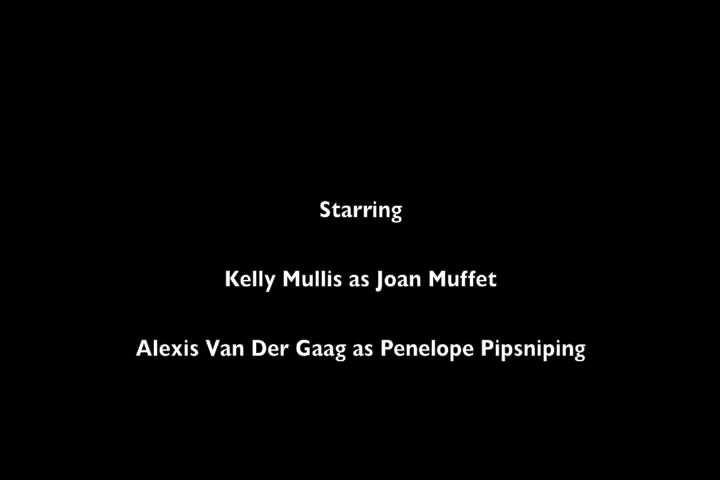 Starring
Kelly Mullis as Joan Muffet
Alexis Van Der Gaag as Penelope Pipsniping